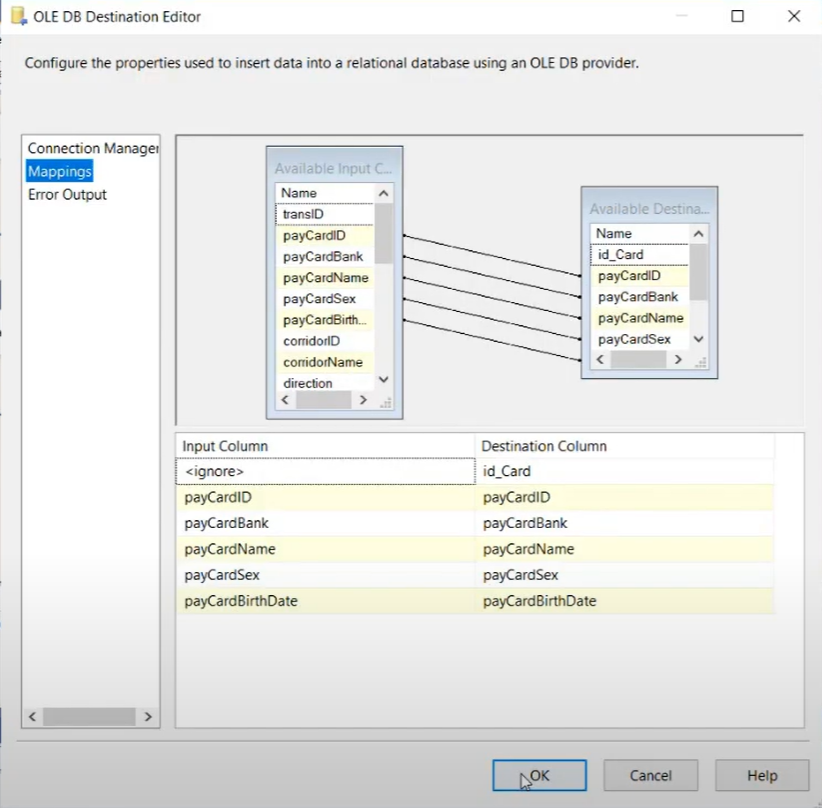 OLE DB Destination Editor
Configure the properties used to insert data into a relational database using an OLE DB provider.
Connection Manager
Mappings
Error Output
Available Input C...
Name
transID
payCardID
payCardBank
payCardName
payCardSex
payCardBirth...
corridorID
corridorName
direction
Available Destina...
Name
id_Card
payCardID
payCardBank
payCardName
payCardSex
Input Column Destination Column
<ignore> id_Card
payCardID payCardID
payCardBank payCardBank
payCardName payCardName
payCardSex payCardSex
payCardBirthDate payCardBirthDate
OK Cancel Help